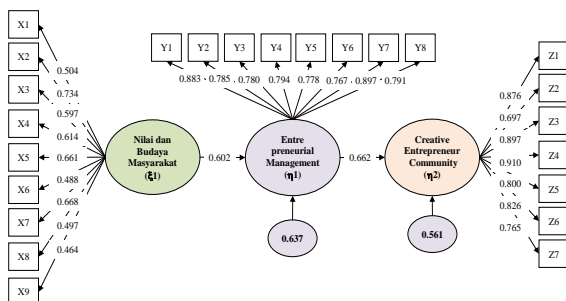 X1
X2
X3
X4
X5
X6
X7
X8
X9
0.504
0.734
0.597
0.614
0.661
0.488
0.668
0.497
0.464
Nilai dan
Budaya
Masyarakat
(ξ1)
0.602
Y1 Y2 Y3 Y4 Y5 Y6 Y7 Y8
0.883 0.785 0.780 0.794 0.778 0.767 0.897 0.791
Entre
preneurial
Management
(η1)
0.637
0.662
Creative
Entrepreneur
Community
(η2)
0.561
0.876
0.697
0.897
0.910
0.800
0.826
0.765
Z1
Z2
Z3
Z4
Z5
Z6
Z7